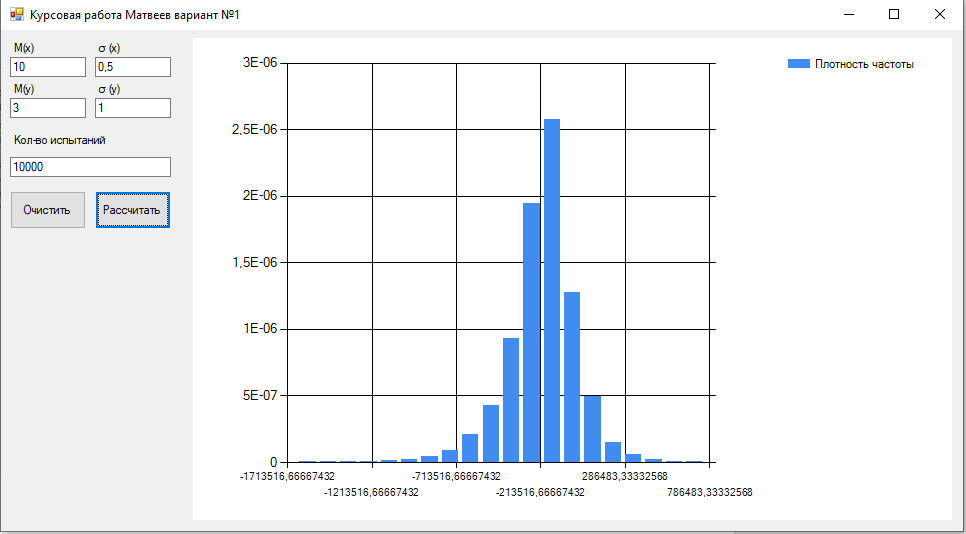 Курсовая работа Матвеев вариант №1
M(x) σ (x)
10 0,5
M(y) σ (y)
3 1
Кол-во испытаний
10000
Очистить Рассчитать
3E-06
2,5E-06
2E-06
1,5E-06
1E-06
5E-07
0
-1713516,66667432 -713516,66667432 286483,33332568
-1213516,66667432 -213516,66667432 786483,33332568
Плотность частоты